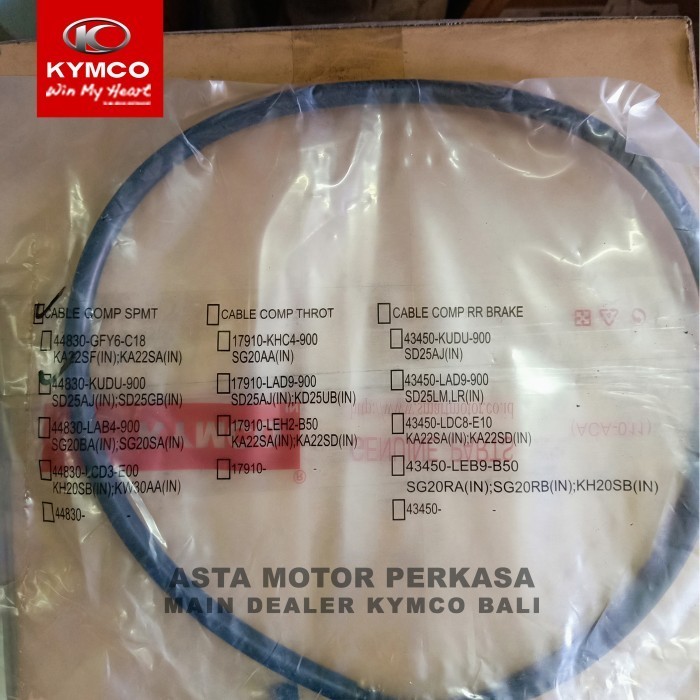 KYMCO
Win My Heart
CABLE COMP SPMT
44830-GFY6-C18
KA22SF(IN);KA22SA(IN)
44830-KUDU-900
SD25AJ(IN);SD25GB(IN)
44830-LAB4-900
SG20BA(IN);SG20SA(IN)
44830-LCD3-E00
KH20SB(IN);KW30AA(IN)
44830- -
CABLE COMP THROT
17910-KHC4-900
SG20AA(IN)
17910-LAD9-900
SD25AJ(IN);KD25UB(IN)
17910-LEH2-B50
KA22SA(IN);KA22SD(IN)
17910- -
CABLE COMP RR BRAKE
43450-KUDU-900
SD25AJ(IN)
43450-LAD9-900
SD25LM,LR(IN)
43450-LDC8-E10
KA22SA(IN);KA22SD(IN)
43450-LEB9-B50
SG20RA(IN);SG20RB(IN);KH20SB(IN)
43450- -
GENUINE PARTS
(AGA-011)
ASTA MOTOR PERKASA
MAIN DEALER KYMCO BALI